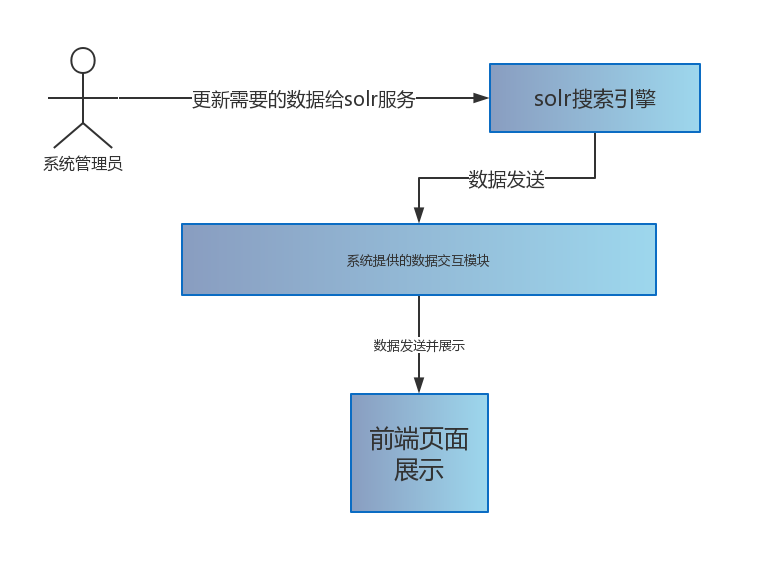 更新需要的数据给solr服务
solr搜索引擎
系统管理员
数据发送
系统提供的数据交互模块
数据发送并展示
前端页面
展示